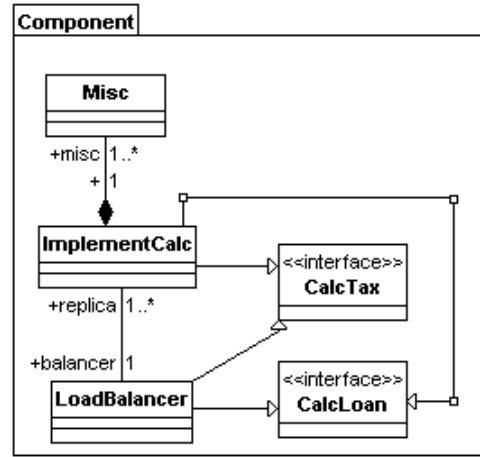 Component
Misc
+misc 1..*
+ 1
ImplementCalc
<<interface>>
CalcTax
+replica 1..*
+balancer 1
<<interface>>
CalcLoan
LoadBalancer